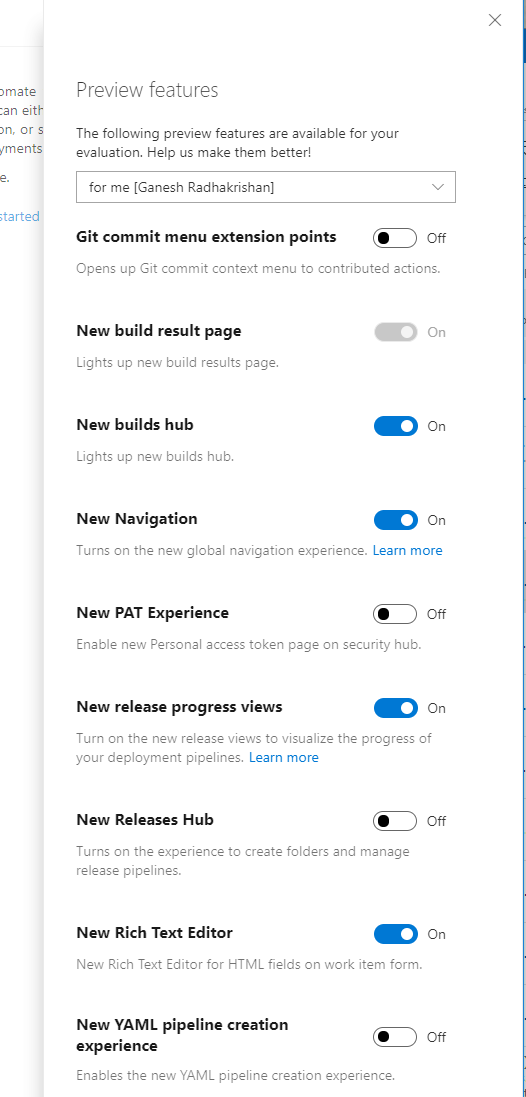 Preview features
omate
The following preview features are available for your
evaluation. Help us make them better!
can eith
on, or s
yments
e.
started
for me [Ganesh Radhakrishan]
Git commit menu extension points
Off
Opens up Git commit context menu to contributed actions.
New build result page
On
Lights up new build results page.
New builds hub
On
Lights up new builds hub.
New Navigation
On
Turns on the new global navigation experience. Learn more
New PAT Experience
Off
Enable new Personal access token page on security hub.
New release progress views
On
Turn on the new release views to visualize the progress of
your deployment pipelines. Learn more
New Releases Hub
Off
Turns on the experience to create folders and manage
release pipelines.
New Rich Text Editor
On
New Rich Text Editor for HTML fields on work item form.
New YAML pipeline creation
experience
Off
Enables the new YAML pipeline creation experience.